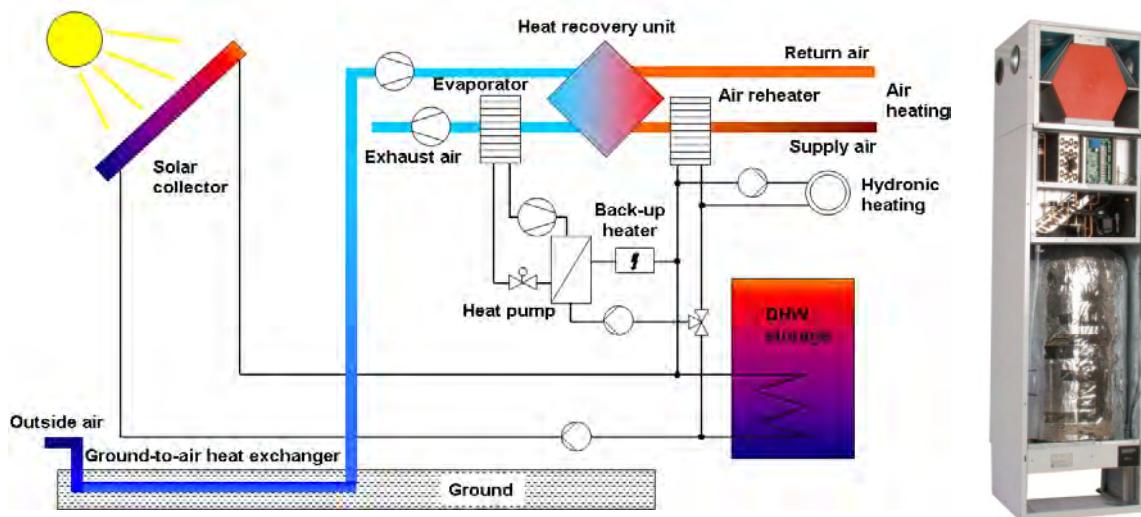 Heat recovery unit
Return air
Evaporator
Air reheater
Air
heating
Exhaust air
Supply air
Solar
collector
Hydronic
heating
Back-up
heater
Heat pump
DHW
storage
Outside air
Ground-to-air heat exchanger
Ground